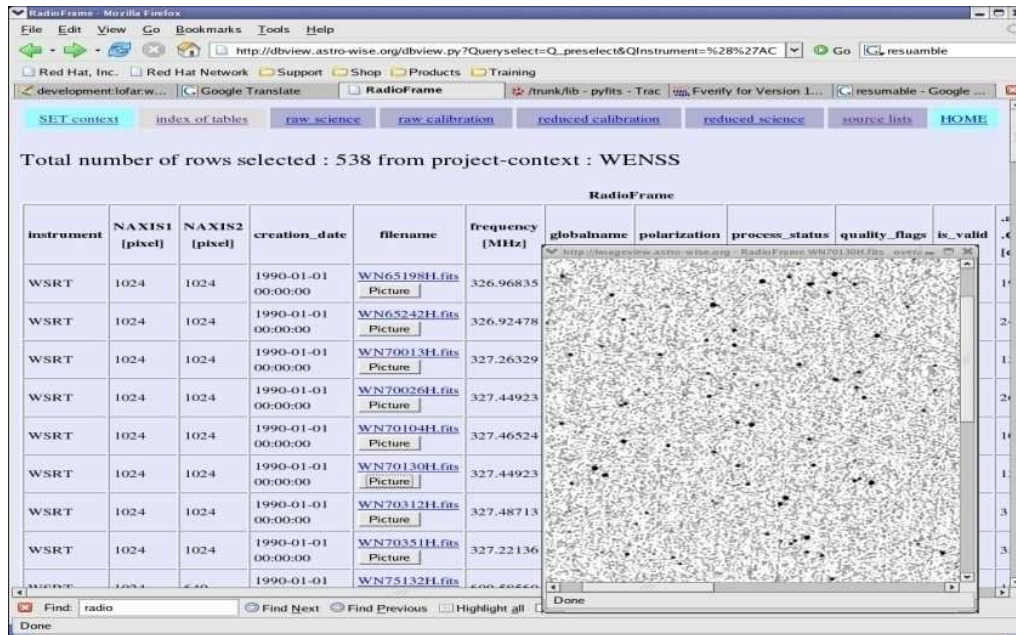 RadioFrame - Mozilla Firefox
File Edit View Go Bookmarks Tools Help
http://dbview.astro-wise.org/dbview.py?Queryselect=Q_preselect&QInstrument=%28%27AC Go resuamble
Red Hat, Inc. Red Hat Network Support Shop Products Training
development:lofar:w... Google Translate RadioFrame /trunk/lib - pyfits - Trac Fverify for Version 1... resumable - Google ...
SET context index of tables raw science raw calibration reduced calibration reduced science source lists HOME
Total number of rows selected : 538 from project-context : WENSS
RadioFrame
instrument NAXIS1 [pixel] NAXIS2 [pixel] creation_date filename frequency [MHz] globalname polarization process_status quality_flags is_valid
http://imageview.astro-wise.org - RadioFrame WN70130H.fits
WSRT 1024 1024 1990-01-01 00:00:00 WN65198H.fits Picture 326.96835
WSRT 1024 1024 1990-01-01 00:00:00 WN65242H.fits Picture 326.92478
WSRT 1024 1024 1990-01-01 00:00:00 WN70013H.fits Picture 327.26329
WSRT 1024 1024 1990-01-01 00:00:00 WN70026H.fits Picture 327.44923
WSRT 1024 1024 1990-01-01 00:00:00 WN70104H.fits Picture 327.46524
WSRT 1024 1024 1990-01-01 00:00:00 WN70130H.fits Picture 327.44923
WSRT 1024 1024 1990-01-01 00:00:00 WN70312H.fits Picture 327.48713
WSRT 1024 1024 1990-01-01 00:00:00 WN70351H.fits Picture 327.22136
1990-01-01 WN75132H.fits
Done
Find: radio Find Next Find Previous Highlight all
Done